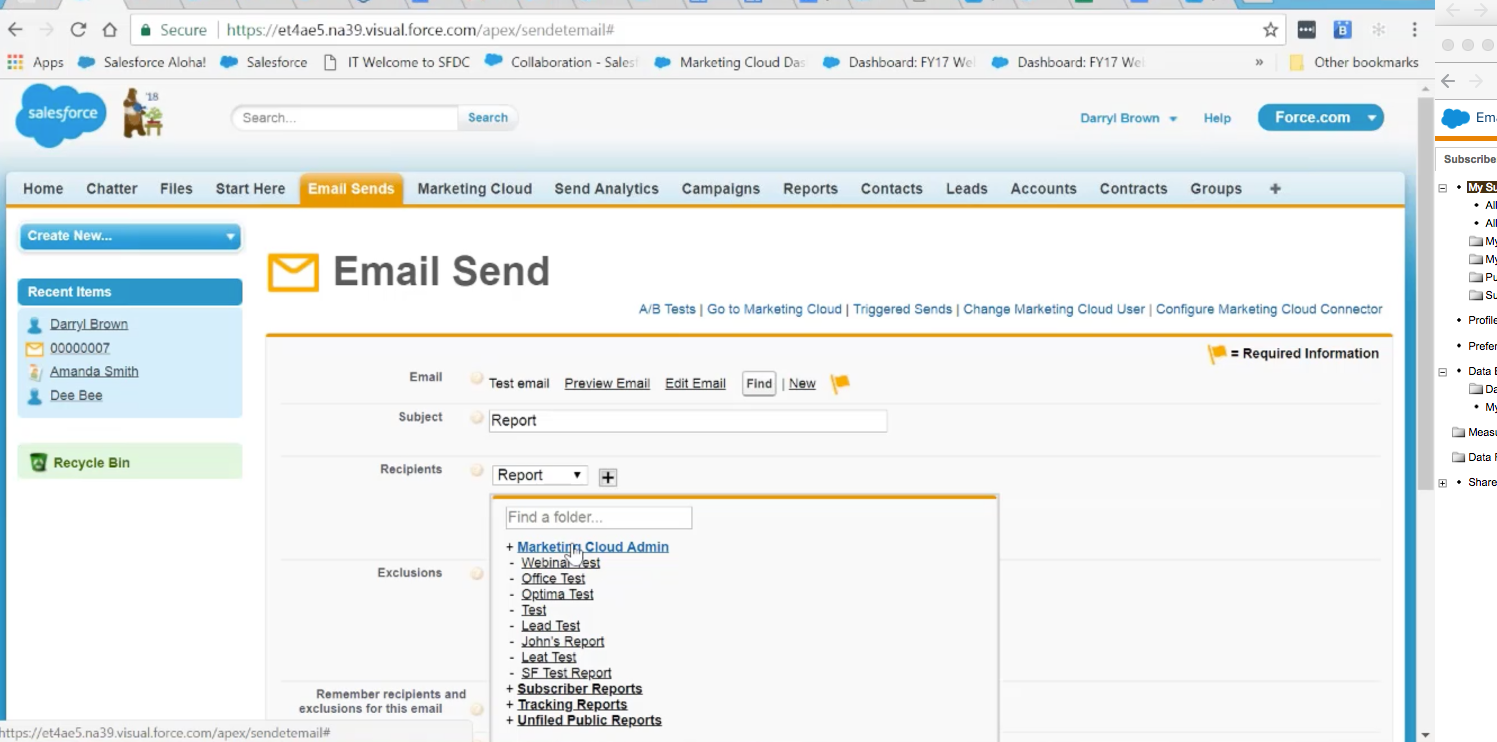 Secure https://et4ae5.na39.visual.force.com/apex/sendetemail#
Apps Salesforce Aloha! Salesforce IT Welcome to SFDC Collaboration - Sales Marketing Cloud Das Dashboard: FY17 We Dashboard: FY17 We » Other bookmarks
salesforce '18 Search... Search Darryl Brown Help Force.com
Home Chatter Files Start Here Email Sends Marketing Cloud Send Analytics Campaigns Reports Contacts Leads Accounts Contracts Groups +
Create New...
Recent Items
Darryl Brown
00000007
Amanda Smith
Dee Bee
Recycle Bin
Email Send
A/B Tests | Go to Marketing Cloud | Triggered Sends | Change Marketing Cloud User | Configure Marketing Cloud Connector
= Required Information
Email Test email Preview Email Edit Email Find | New
Subject Report
Recipients Report +
Find a folder...
+ Marketing Cloud Admin
- Webinar Test
- Office Test
- Optima Test
- Test
- Lead Test
- John's Report
- Leat Test
- SF Test Report
+ Subscriber Reports
+ Tracking Reports
+ Unfiled Public Reports
Exclusions
Remember recipients and
exclusions for this email
https://et4ae5.na39.visual.force.com/apex/sendetemail#
Ema
Subscribe
My Su
All
All
My
My
Pu
Su
Profile
Prefer
Data E
Da
My
Measu
Data F
Share